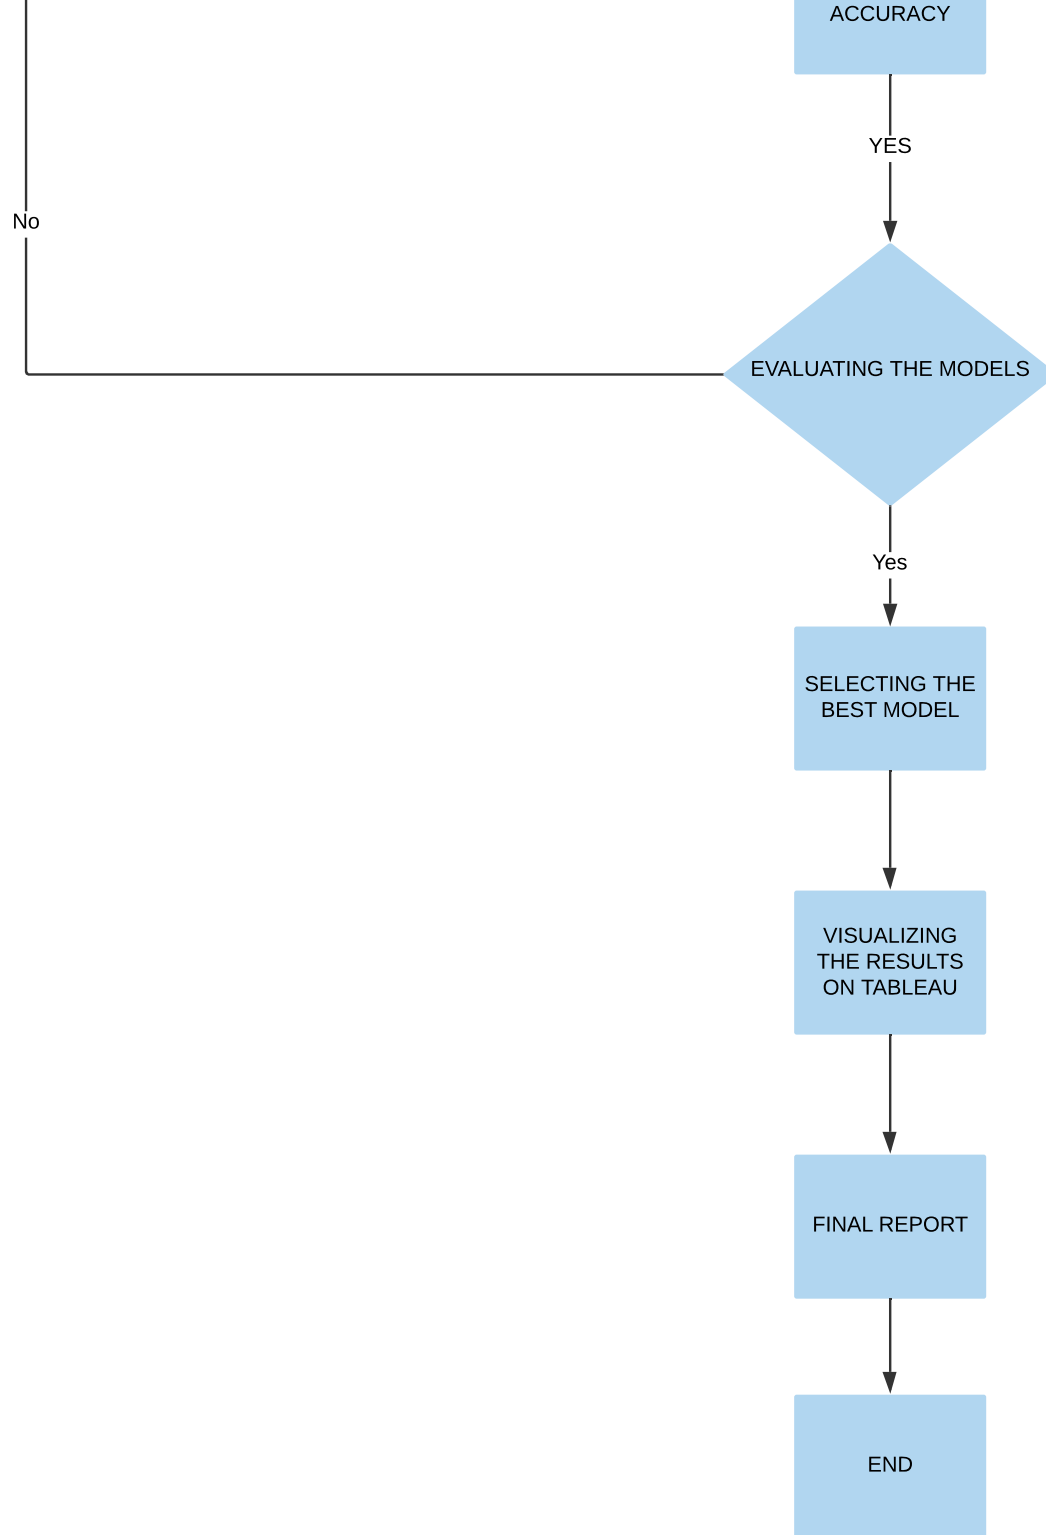 ACCURACY
YES
No
EVALUATING THE MODELS
Yes
SELECTING THE
BEST MODEL
VISUALIZING
THE RESULTS
ON TABLEAU
FINAL REPORT
END